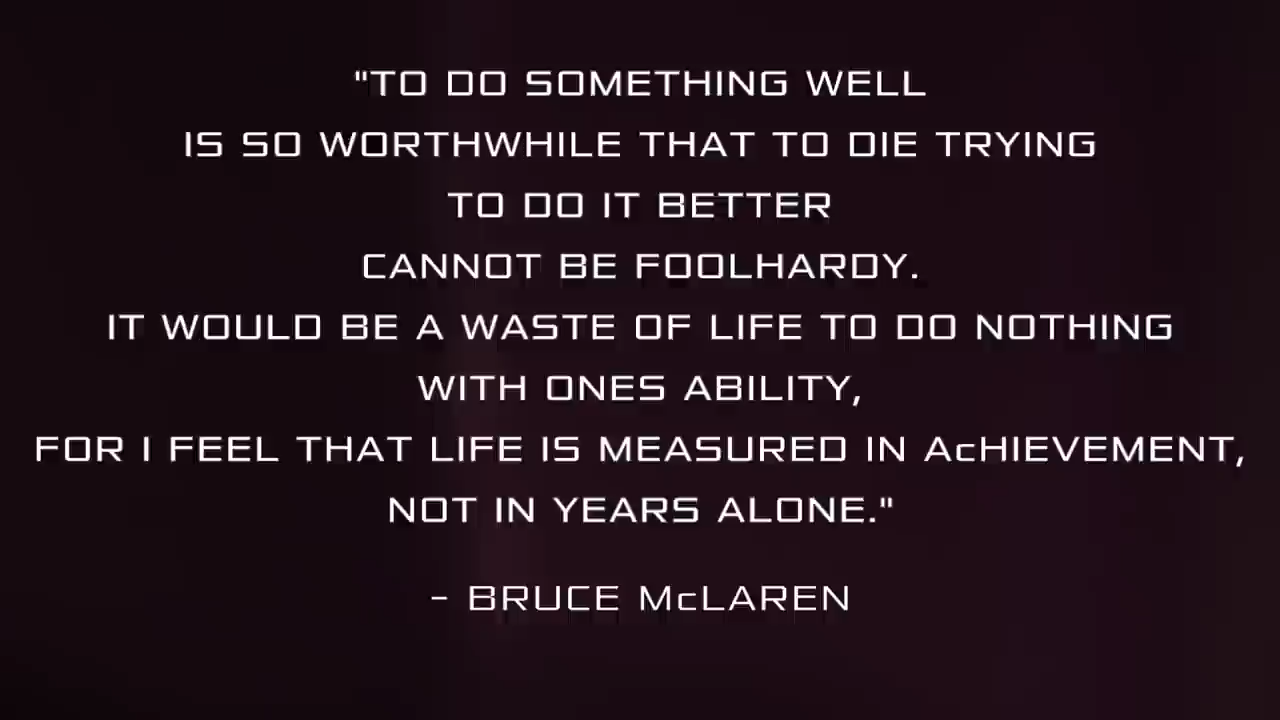 "TO DO SOMETHING WELL
IS SO WORTHWHILE THAT TO DIE TRYING
TO DO IT BETTER
CANNOT BE FOOLHARDY.
IT WOULD BE A WASTE OF LIFE TO DO NOTHING
WITH ONES ABILITY,
FOR I FEEL THAT LIFE IS MEASURED IN AcHIEVEMENT,
NOT IN YEARS ALONE."
- BRUCE McLAREN